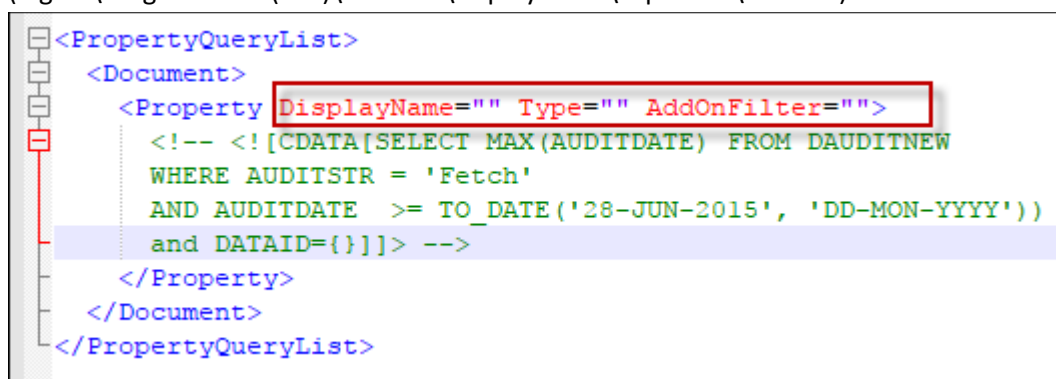 <PropertyQueryList>
<Document>
<Property DisplayName="" Type="" AddOnFilter="">
<!-- <![CDATA[SELECT MAX(AUDITDATE) FROM DAUDITNEW
WHERE AUDITSTR = 'Fetch'
AND AUDITDATE >= TO_DATE('28-JUN-2015', 'DD-MON-YYYY'))
and DATAID={}]]> -->
</Property>
</Document>
</PropertyQueryList>